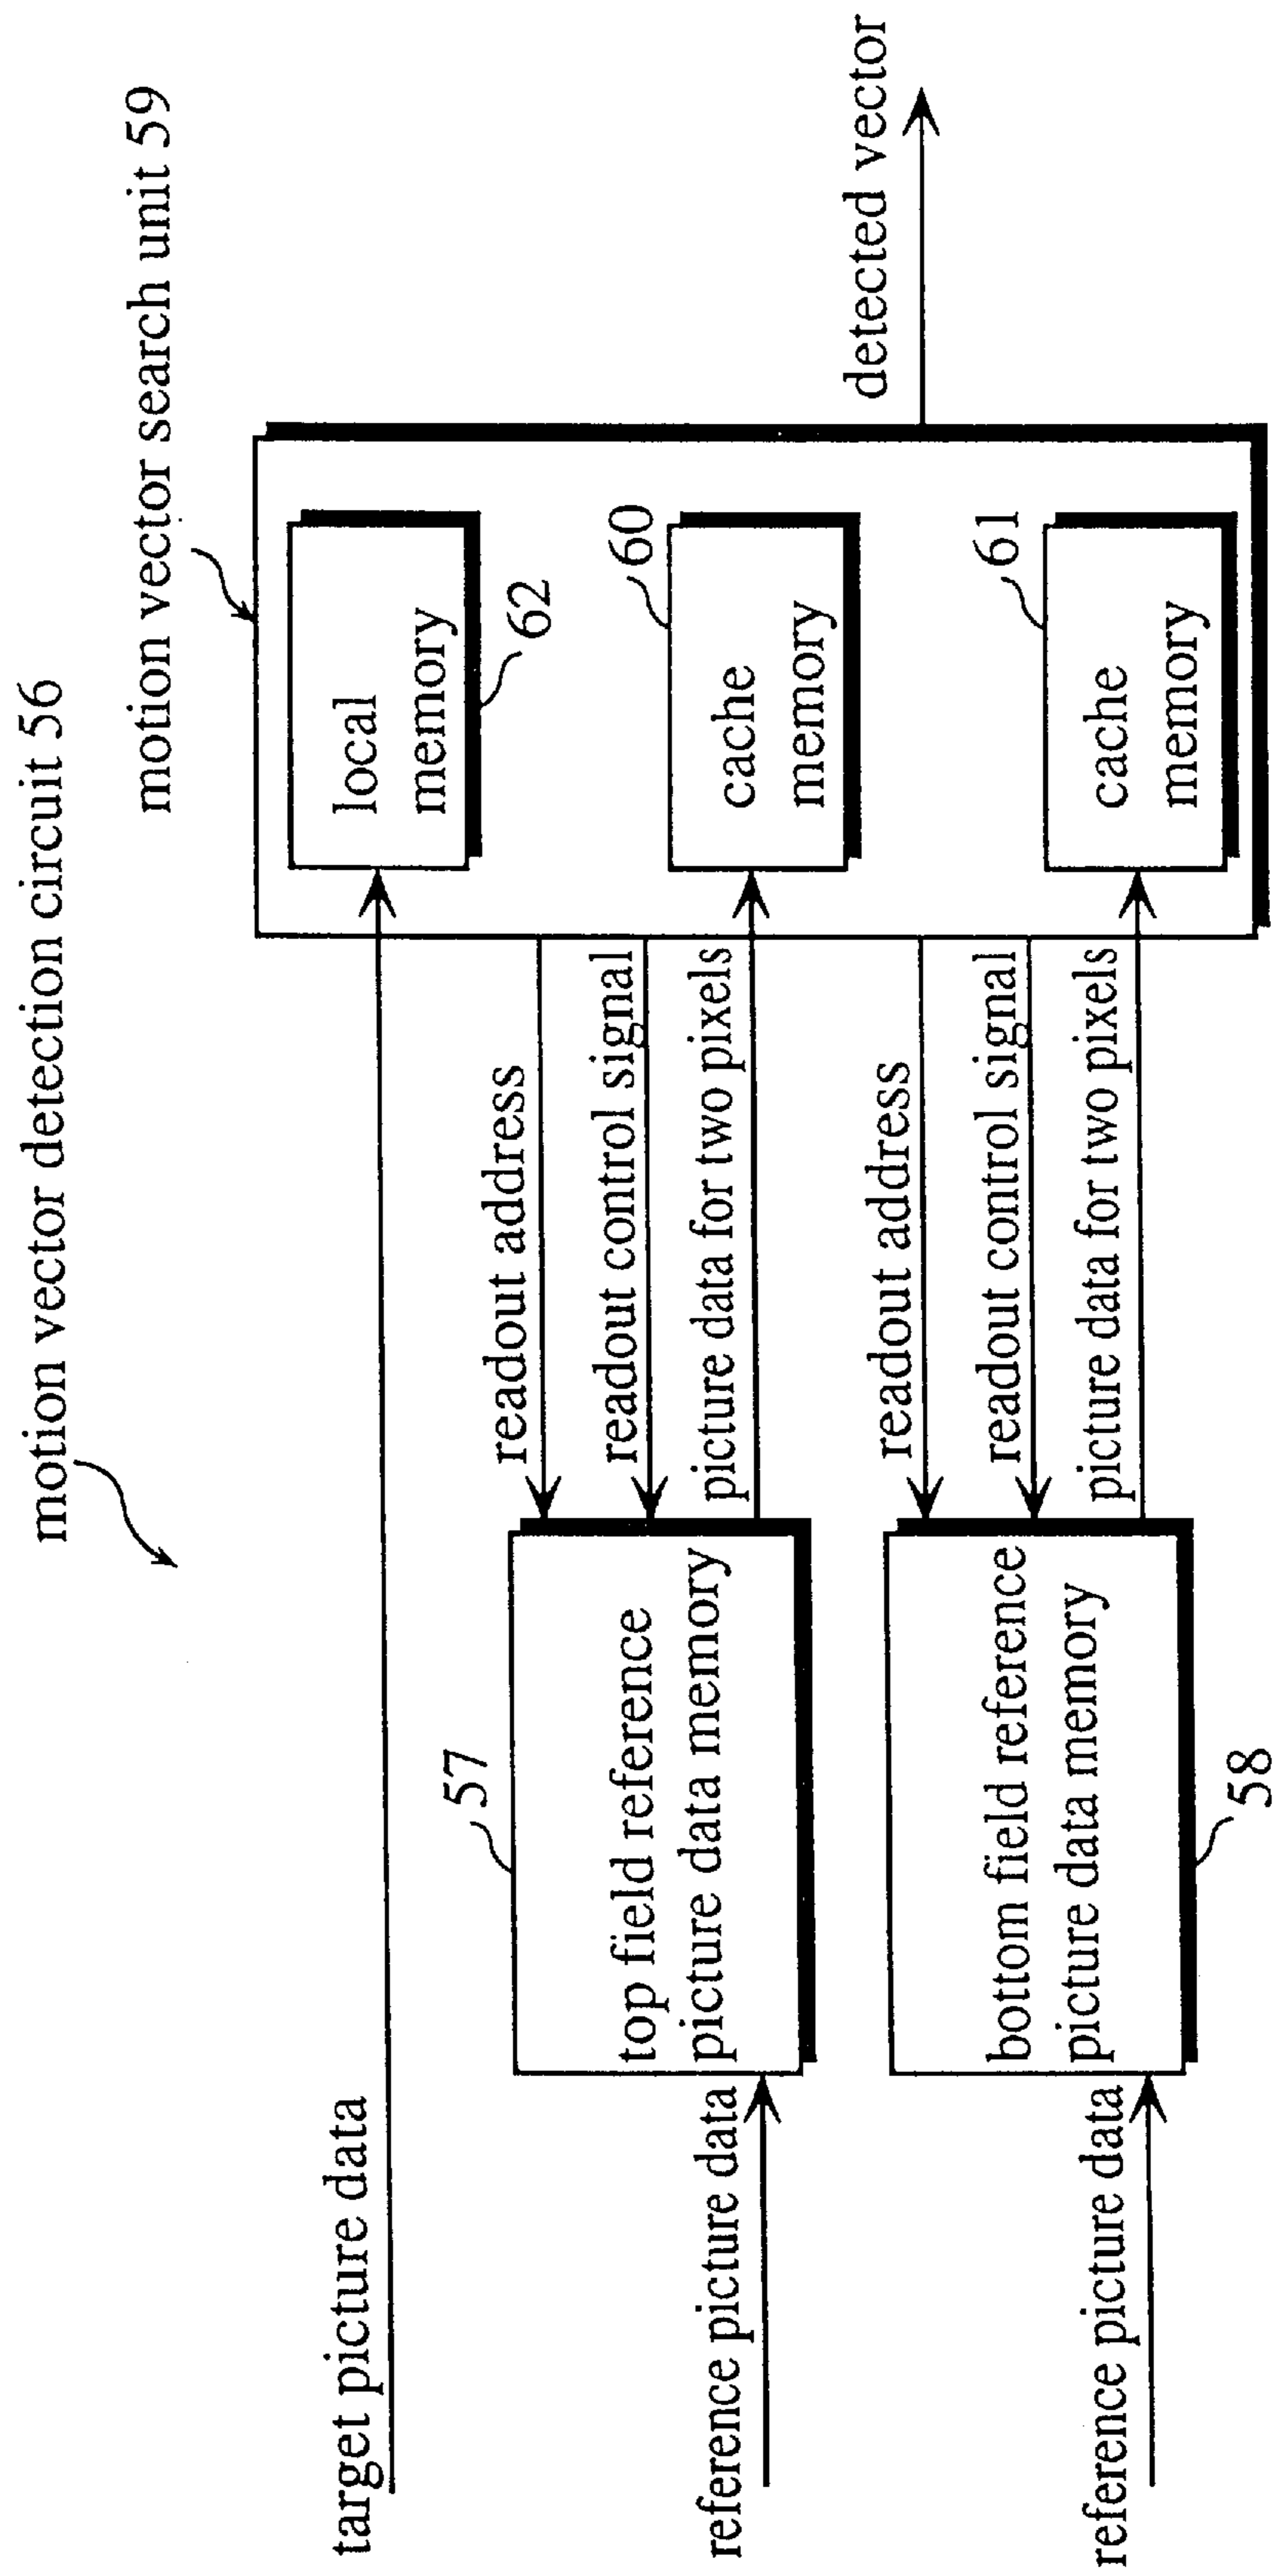 motion vector detection circuit 56
motion vector search unit 59
target picture data
local
memory
62
readout address
readout control signal
picture data for two pixels
60
cache
memory
57
top field reference
picture data memory
reference picture data
detected vector
readout address
readout control signal
picture data for two pixels
61
cache
memory
bottom field reference
picture data memory
58
reference picture data